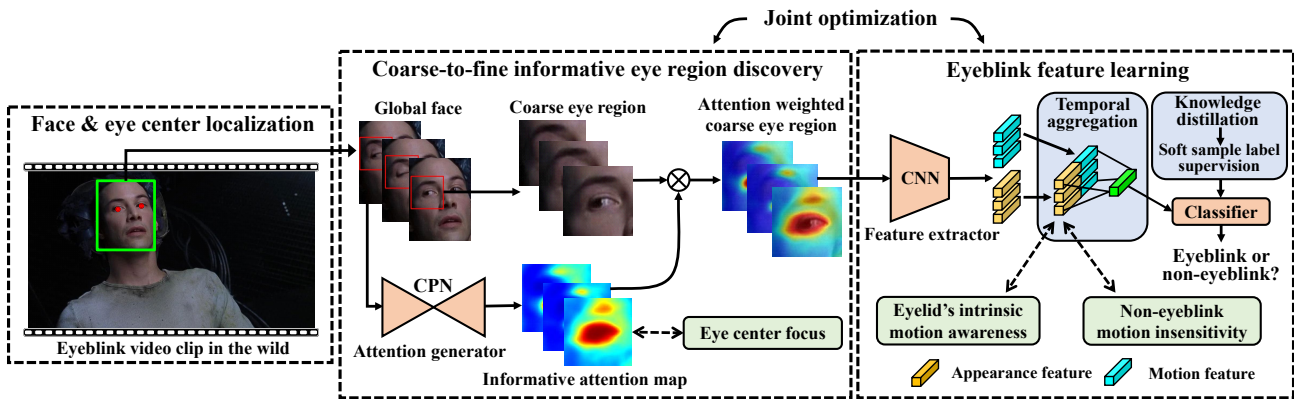 Joint optimization
Face & eye center localization
Eyeblink video clip in the wild
Coarse-to-fine informative eye region discovery
Global face
Coarse eye region
Attention weighted
coarse eye region
CPN
Attention generator
Informative attention map
Eye center focus
Eyeblink feature learning
CNN
Feature extractor
Temporal
aggregation
Knowledge
distillation
Soft sample label
supervision
Classifier
Eyeblink or
non-eyeblink?
Eyelid's intrinsic
motion awareness
Non-eyeblink
motion insensitivity
Appearance feature
Motion feature